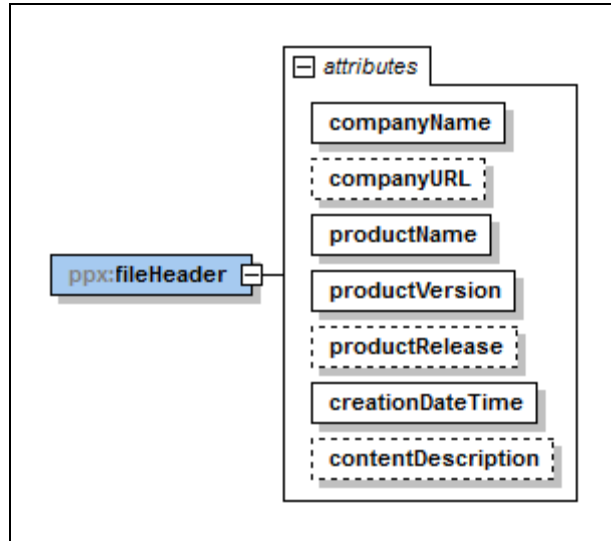 attributes
companyName
companyURL
productName
ppx:fileHeader
productVersion
productRelease
creationDateTime
contentDescription